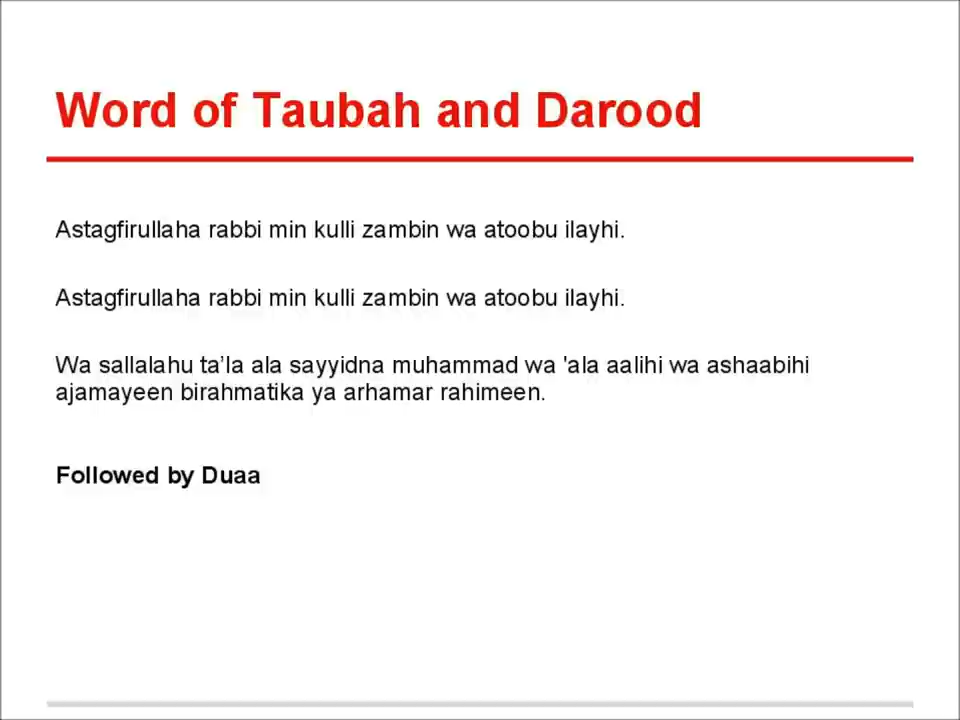 Word of Taubah and Darood
Astagfirullaha rabbi min kulli zambin wa atoobu ilayhi.
Astagfirullaha rabbi min kulli zambin wa atoobu ilayhi.
Wa sallalahu ta’la ala sayyidna muhammad wa 'ala aalihi wa ashaabihi
ajamayeen birahmatika ya arhamar rahimeen.
Followed by Duaa